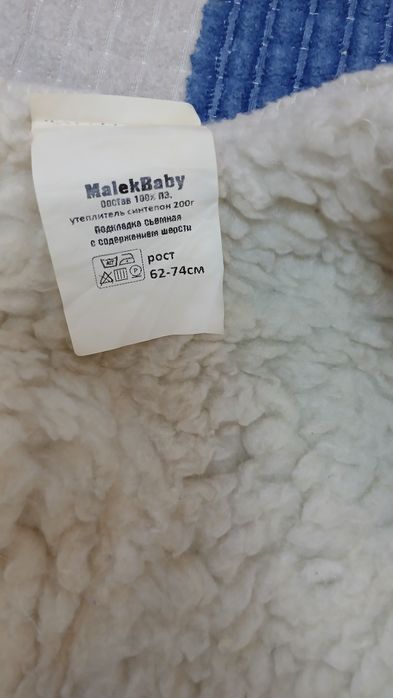 MalekBaby
Состав 100% ПЭ.
утеплитель синтепон 200г
Подкладка съемная
с содержанием шерсти
рост
62-74см